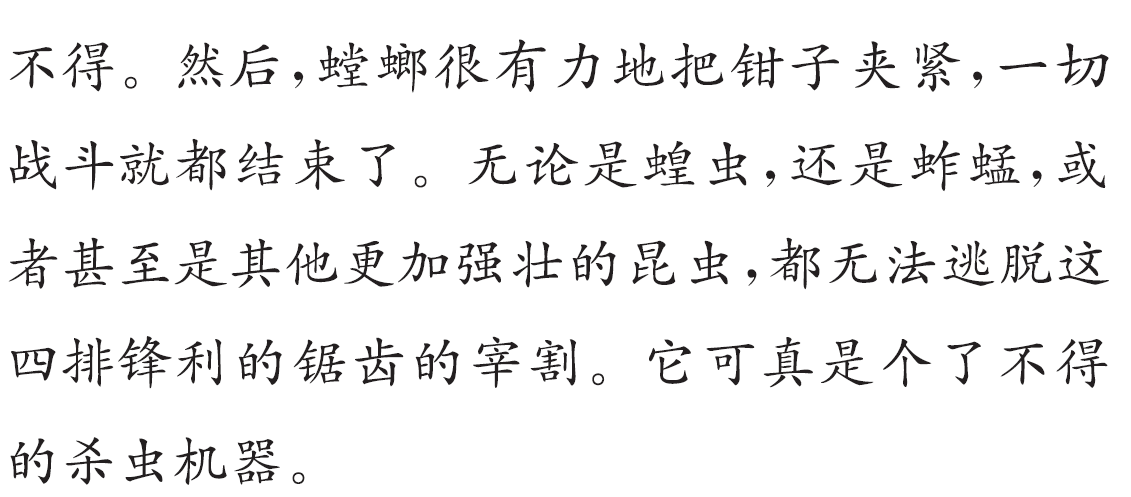 不得。然后,螳螂很有力地把钳子夹紧,一切
战斗就都结束了。无论是蝗虫,还是蚱蜢,或
者甚至是其他更加强壮的昆虫,都无法逃脱这
四排锋利的锯齿的宰割。它可真是个了不得
的杀虫机器。